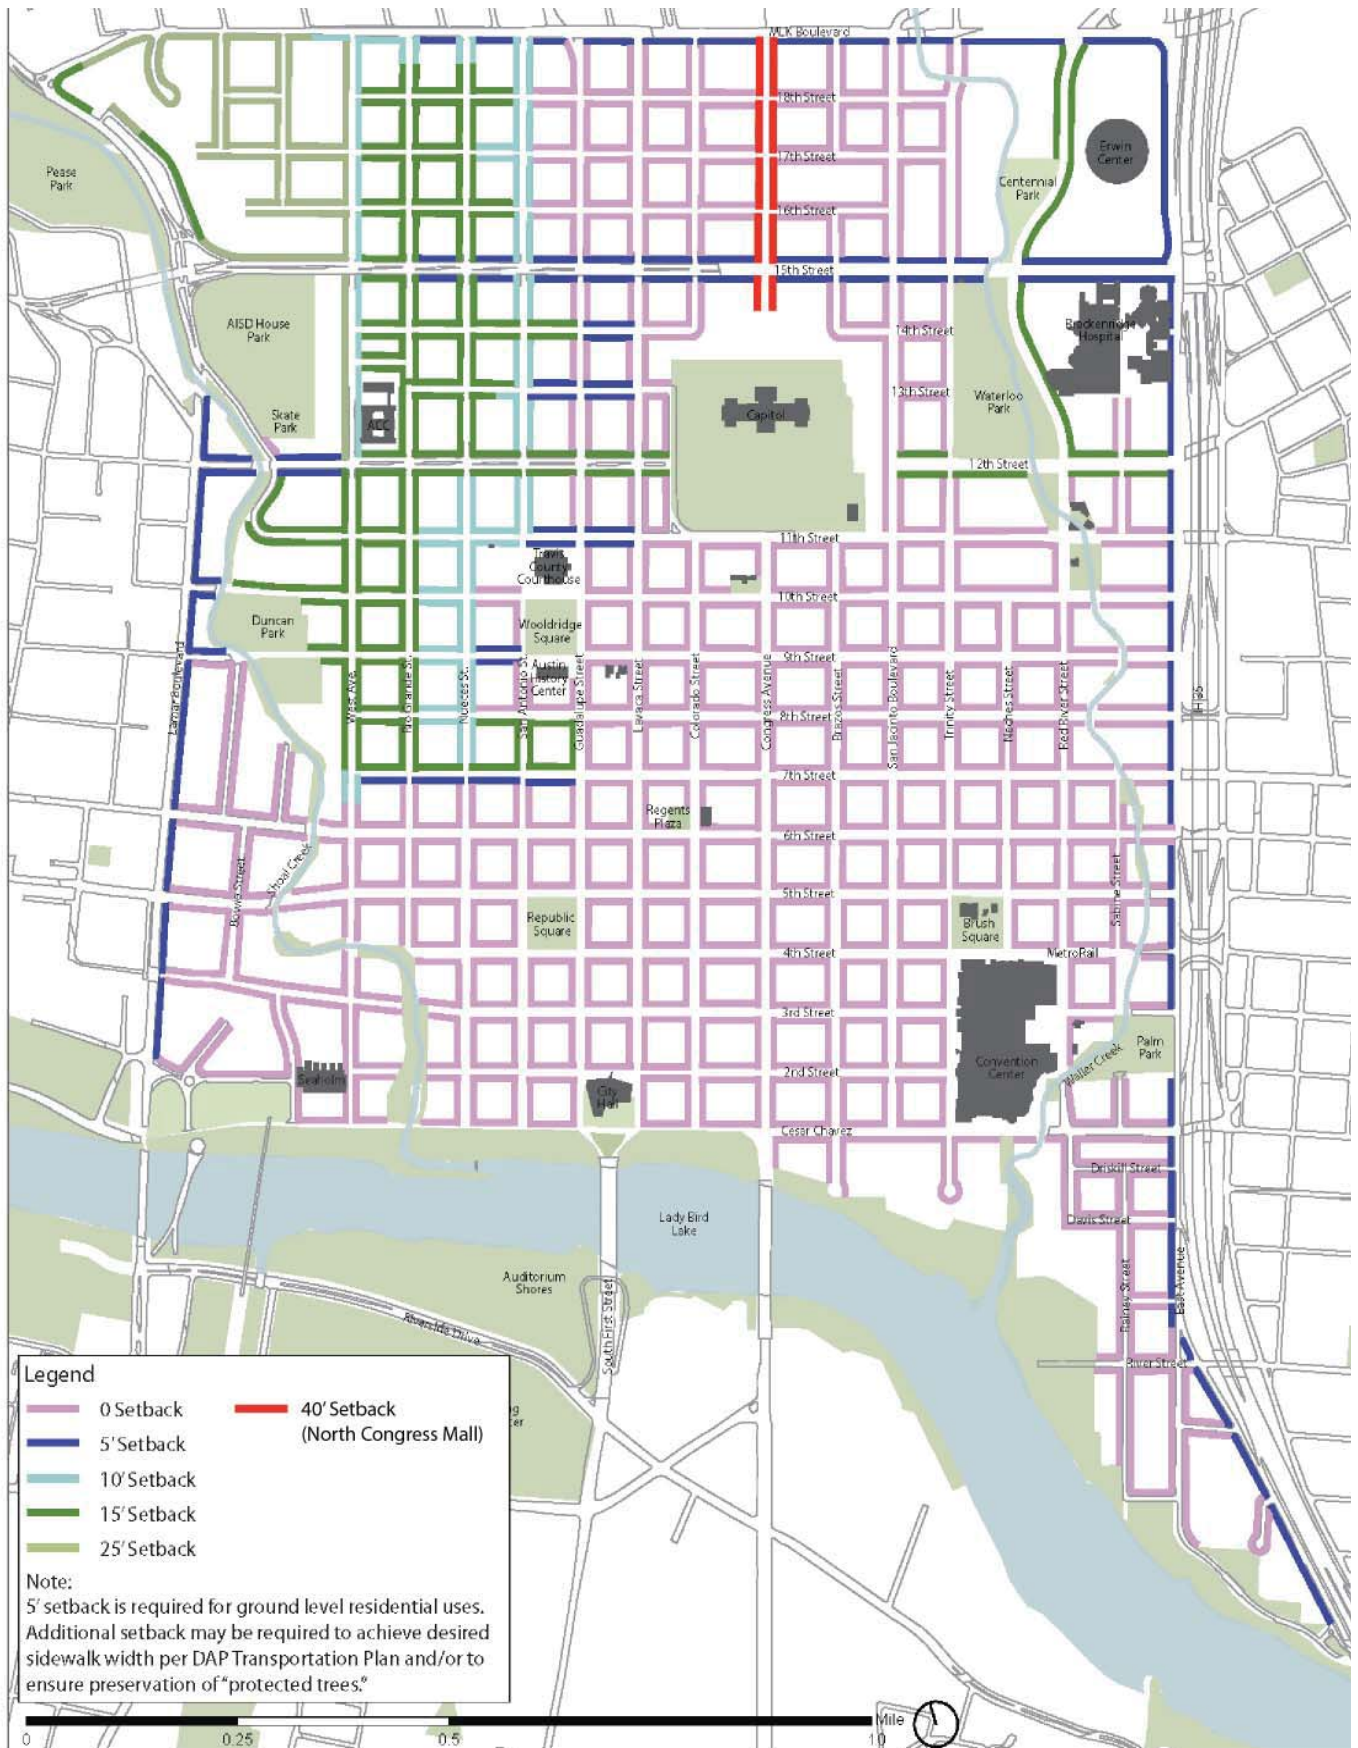 MLK Boulevard
18th Street
17th Street
16th Street
15th Street
14th Street
13th Street
12th Street
11th Street
10th Street
9th Street
8th Street
7th Street
6th Street
5th Street
4th Street
3rd Street
2nd Street
Cesar Chavez
Driskill Street
Davis Street
River Street
Pease
Park
Erwin
Center
Centennial
Park
AISD House
Park
Brackenridge
Hospital
Skate
Park
ACC
Capitol
Waterloo
Park
Travis
County
Courthouse
Duncan
Park
Wooldridge
Square
Austin
History
Center
Lamar Boulevard
West Ave.
Rio Grande St.
Nueces St.
San Antonio St.
Guadalupe Street
Lavaca Street
Colorado Street
Congress Avenue
Brazos Street
San Jacinto Boulevard
Trinity Street
Neches Street
Red River Street
IH35
Regents
Plaza
Bowie Street
Shoal Creek
Sabine Street
Republic
Square
Brush
Square
MetroRail
Seaholm
City
Hall
Convention
Center
Waller Creek
Palm
Park
Lady Bird
Lake
Auditorium
Shores
South First Street
Riverside Drive
Rainey Street
East Avenue
Legend
0 Setback
5' Setback
10' Setback
15' Setback
25' Setback
40' Setback
(North Congress Mall)
Note:
5' setback is required for ground level residential uses.
Additional setback may be required to achieve desired
sidewalk width per DAP Transportation Plan and/or to
ensure preservation of "protected trees."
0
0.25
0.5
1.0
Mile